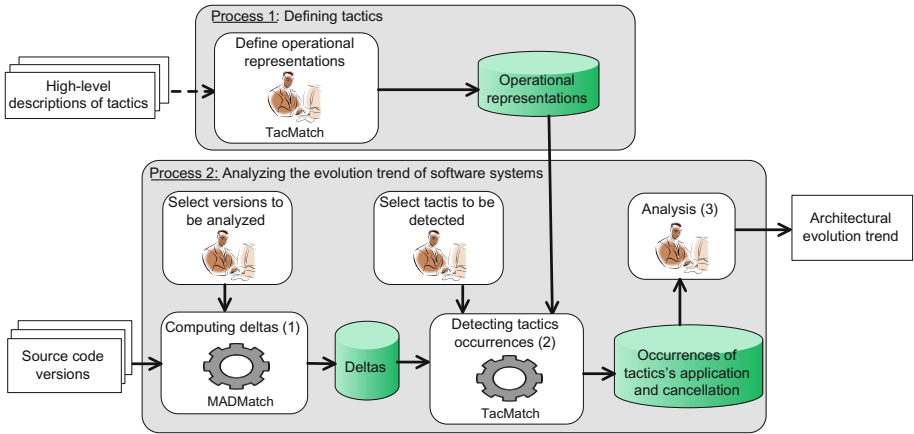 Process 1: Defining tactics
Define operational
representations
TacMatch
High-level
descriptions of tactics
Operational
representations
Process 2: Analyzing the evolution trend of software systems
Select versions to
be analyzed
Select tactis to be
detected
Analysis (3)
Architectural
evolution trend
Source code
versions
Computing deltas (1)
MADMatch
Deltas
Detecting tactics
occurrences (2)
TacMatch
Occurrences of
tactics's application
and cancellation